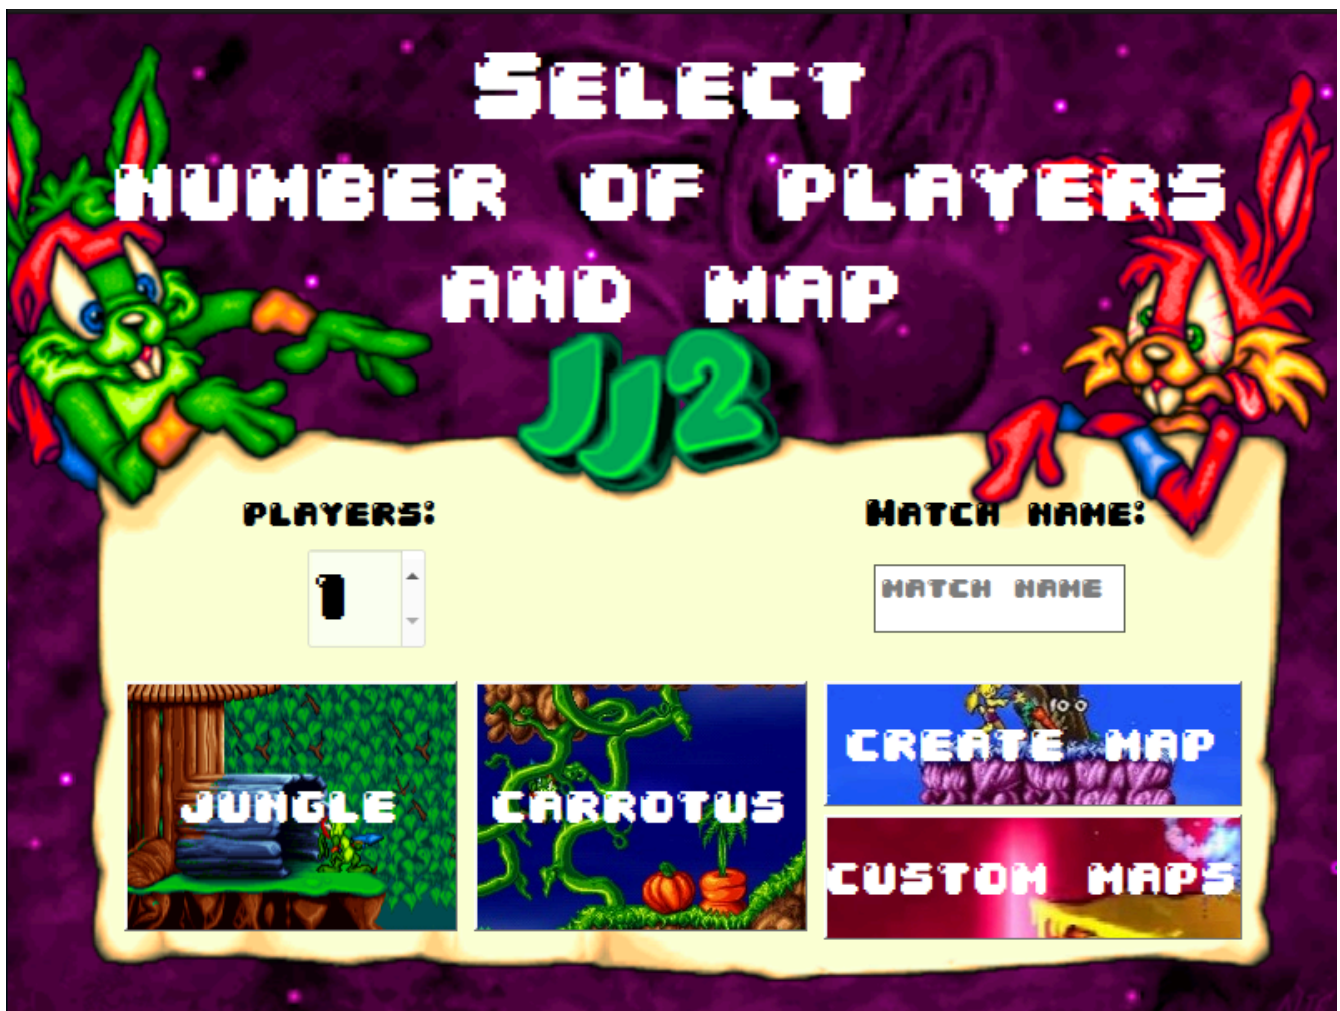 Select
number of players
and map
JJ2
players:
Match name:
1
match name
jungle
carrotus
create map
custom maps